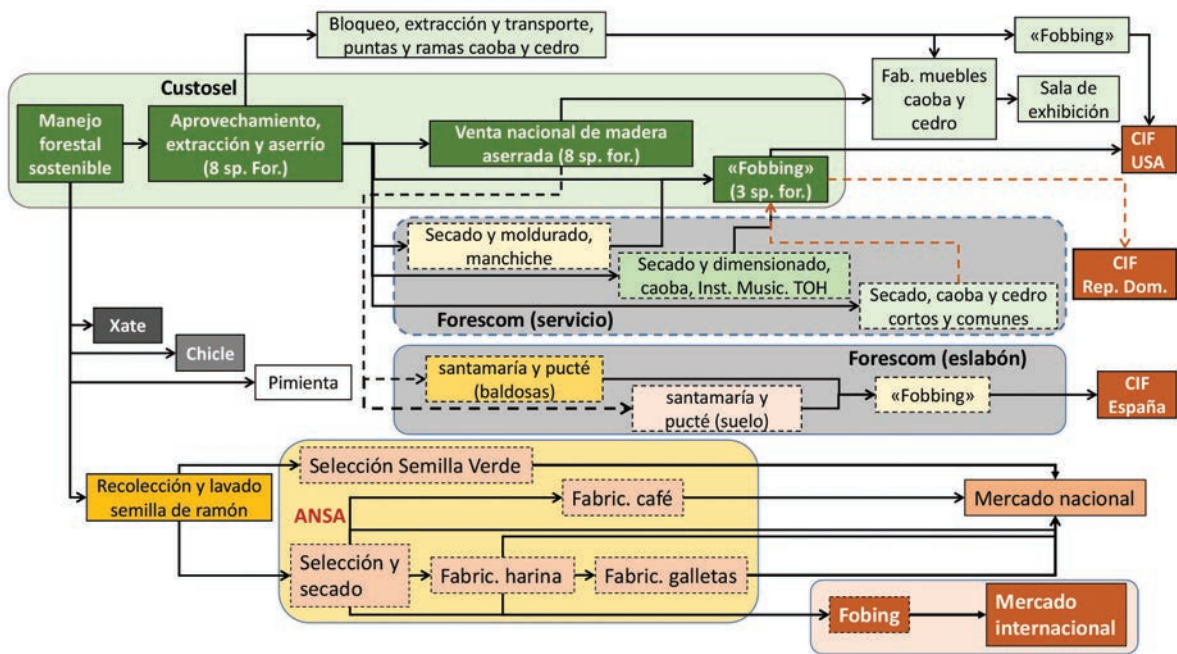 Bloqueo, extracción y transporte,
puntas y ramas caoba y cedro
«Fobbing»
Custosel
Manejo
forestal
sostenible
Aprovechamiento,
extracción y aserrío
(8 sp. For.)
Venta nacional de madera
aserrada (8 sp. for.)
Fab. muebles
caoba y
cedro
Sala de
exhibición
«Fobbing»
(3 sp. for.)
CIF
USA
Secado y moldurado,
manchiche
Secado y dimensionado,
caoba, Inst. Music. TOH
Secado, caoba y cedro
cortos y comunes
Forescom (servicio)
CIF
Rep. Dom.
Xate
Chicle
Pimienta
Forescom (eslabón)
santamaría y pucté
(baldosas)
santamaría y
pucté (suelo)
«Fobbing»
CIF
España
Recolección y lavado
semilla de ramón
Selección Semilla Verde
ANSA
Fabric. café
Mercado nacional
Selección y
secado
Fabric. harina
Fabric. galletas
Fobing
Mercado
internacional